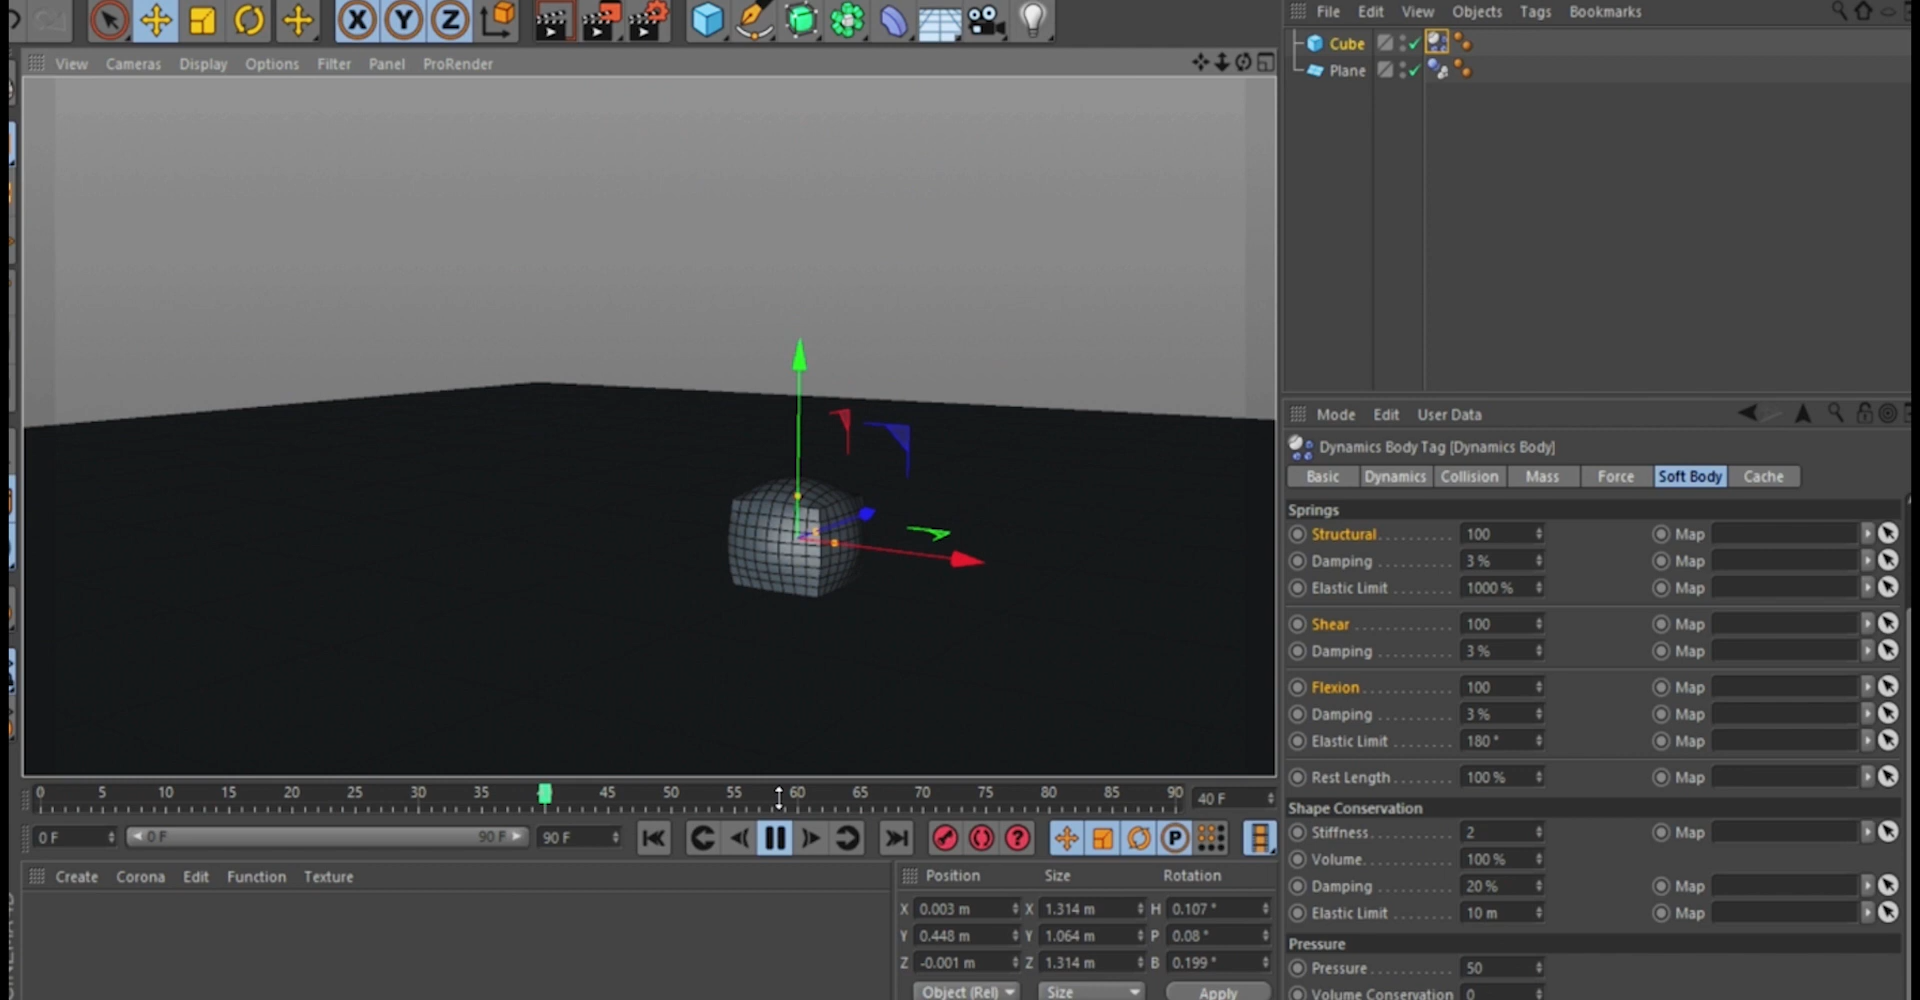 X Y Z
File Edit View Objects Tags Bookmarks
Cube
Plane
View Cameras Display Options Filter Panel ProRender
Mode Edit User Data
Dynamics Body Tag [Dynamics Body]
Basic Dynamics Collision Mass Force Soft Body Cache
Springs
Structural 100 Map
Damping 3 % Map
Elastic Limit 1000 % Map
Shear 100 Map
Damping 3 % Map
Flexion 100 Map
Damping 3 % Map
Elastic Limit 180 ° Map
Rest Length 100 % Map
Shape Conservation
Stiffness 2 Map
Volume 100 %
Damping 20 % Map
Elastic Limit 10 m Map
Pressure
Pressure 50
Volume Conservation 0
0 5 10 15 20 25 30 35 45 50 55 60 65 70 75 80 85 90 40 F
0 F 0 F 90 F 90 F ? P
Create Corona Edit Function Texture
Position Size Rotation
X 0.003 m X 1.314 m H 0.107 °
Y 0.448 m Y 1.064 m P 0.08 °
Z -0.001 m Z 1.314 m B 0.199 °
Object (Rel) Size Apply